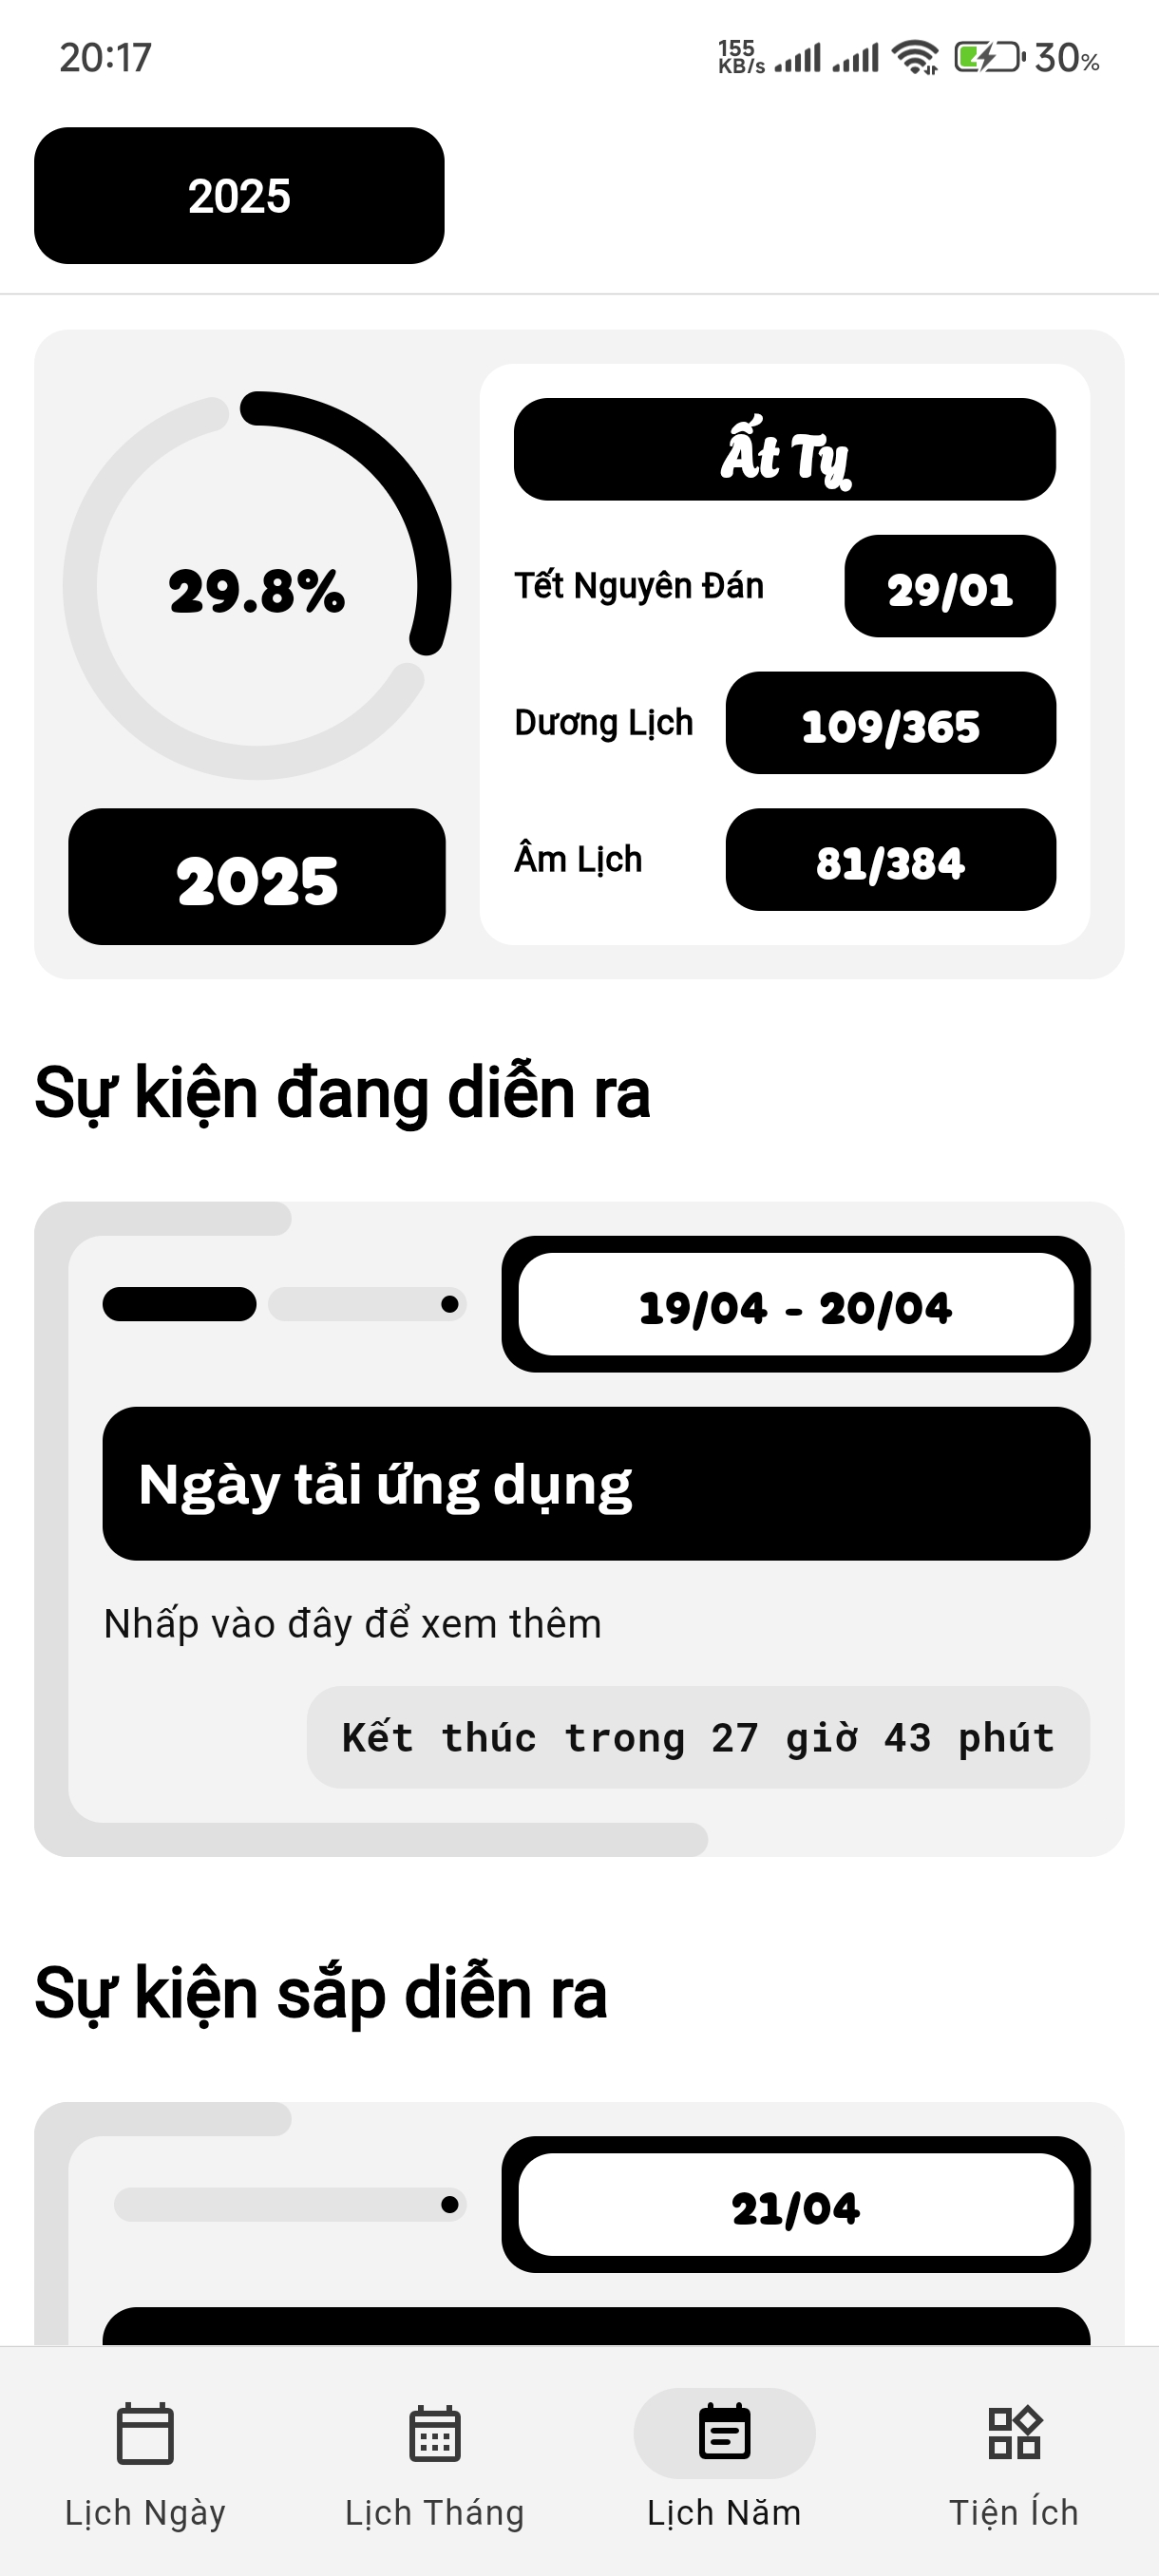 20:17
155
KB/s
30%
2025
Ất Tỵ
29.8%
Tết Nguyên Đán
29/01
Dương Lịch
109/365
Âm Lịch
81/384
2025
Sự kiện đang diễn ra
19/04 - 20/04
Ngày tải ứng dụng
Nhấp vào đây để xem thêm
Kết thúc trong 27 giờ 43 phút
Sự kiện sắp diễn ra
21/04
Lịch Ngày
Lịch Tháng
Lịch Năm
Tiện Ích